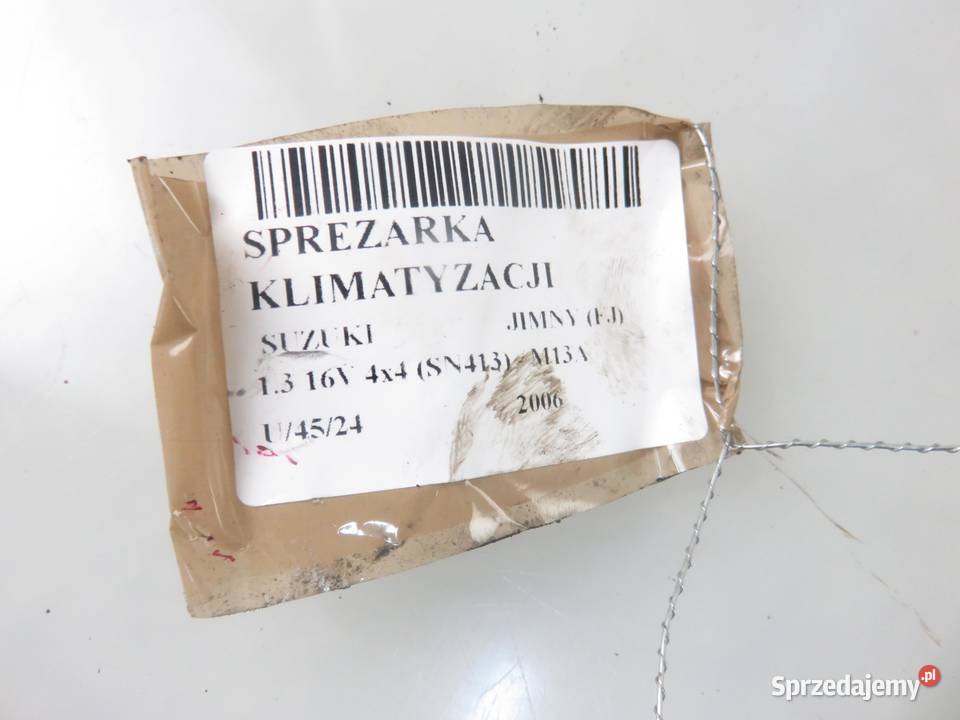 SPREZARKA
KLIMATYZACJI
SUZUKI JIMNY (FJ)
1.3 16V 4x4 (SN413) M13A
U/45/24 2006
Sprzedajemy.pl